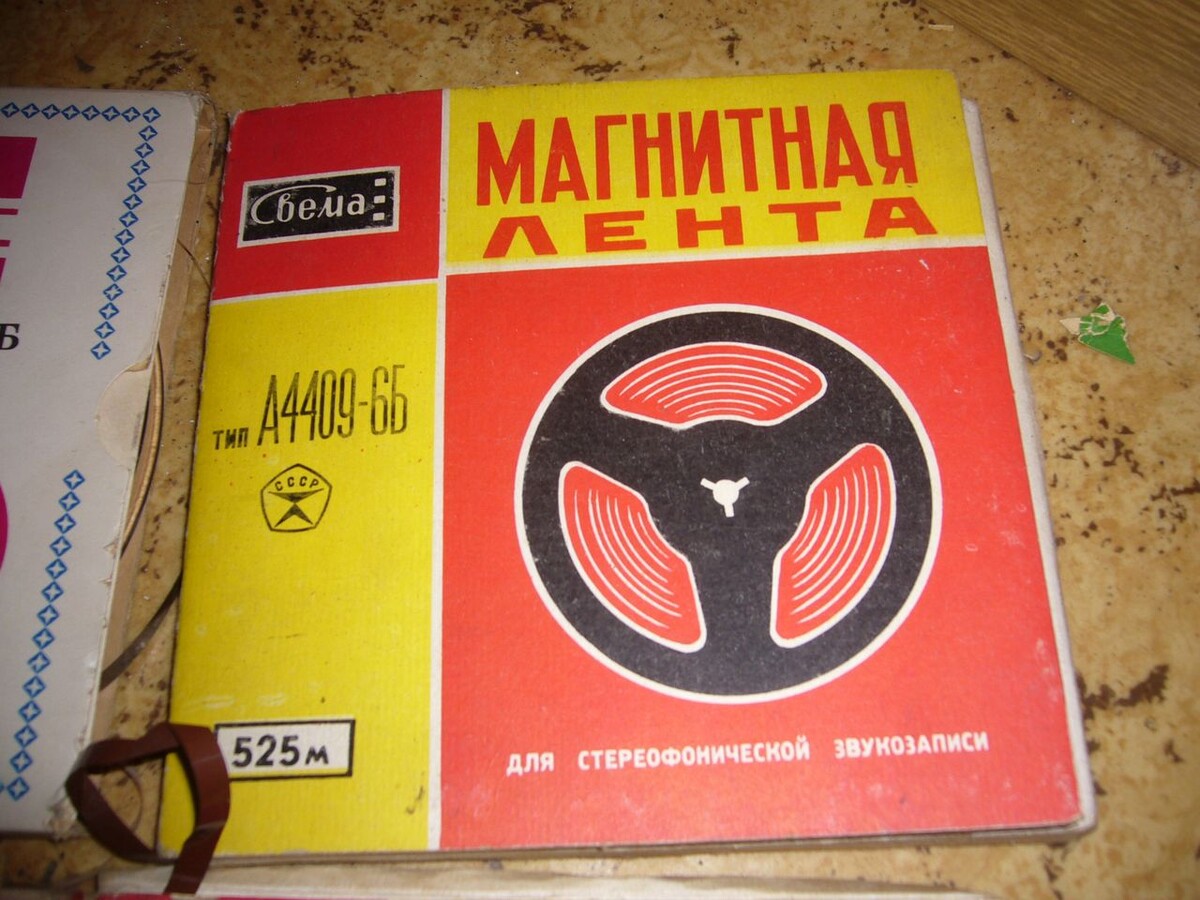 Свема
МАГНИТНАЯ
ЛЕНТА
тип А4409-6Б
СССР
525м
ДЛЯ СТЕРЕОФОНИЧЕСКОЙ ЗВУКОЗАПИСИ
Б